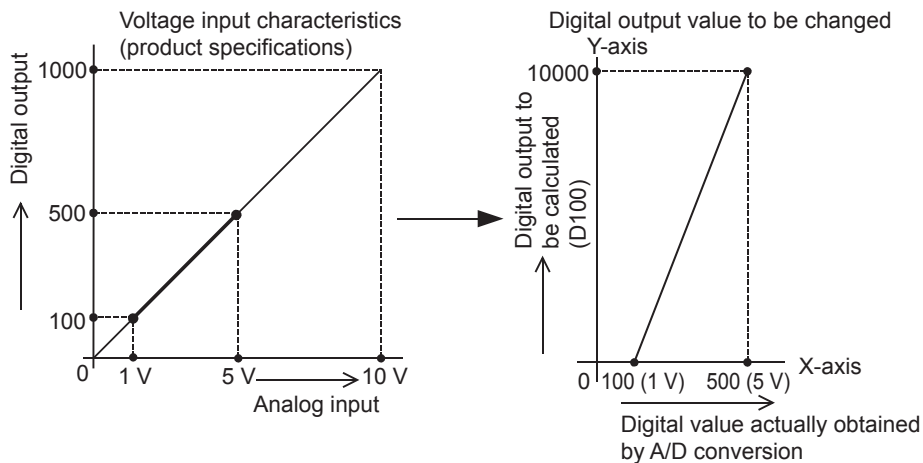 Voltage input characteristics
(product specifications)
Digital output
1000
500
100
0
1 V
5 V
10 V
Analog input
Digital output value to be changed
Y-axis
10000
Digital output to
be calculated
(D100)
0
100 (1 V)
500 (5 V)
X-axis
Digital value actually obtained
by A/D conversion